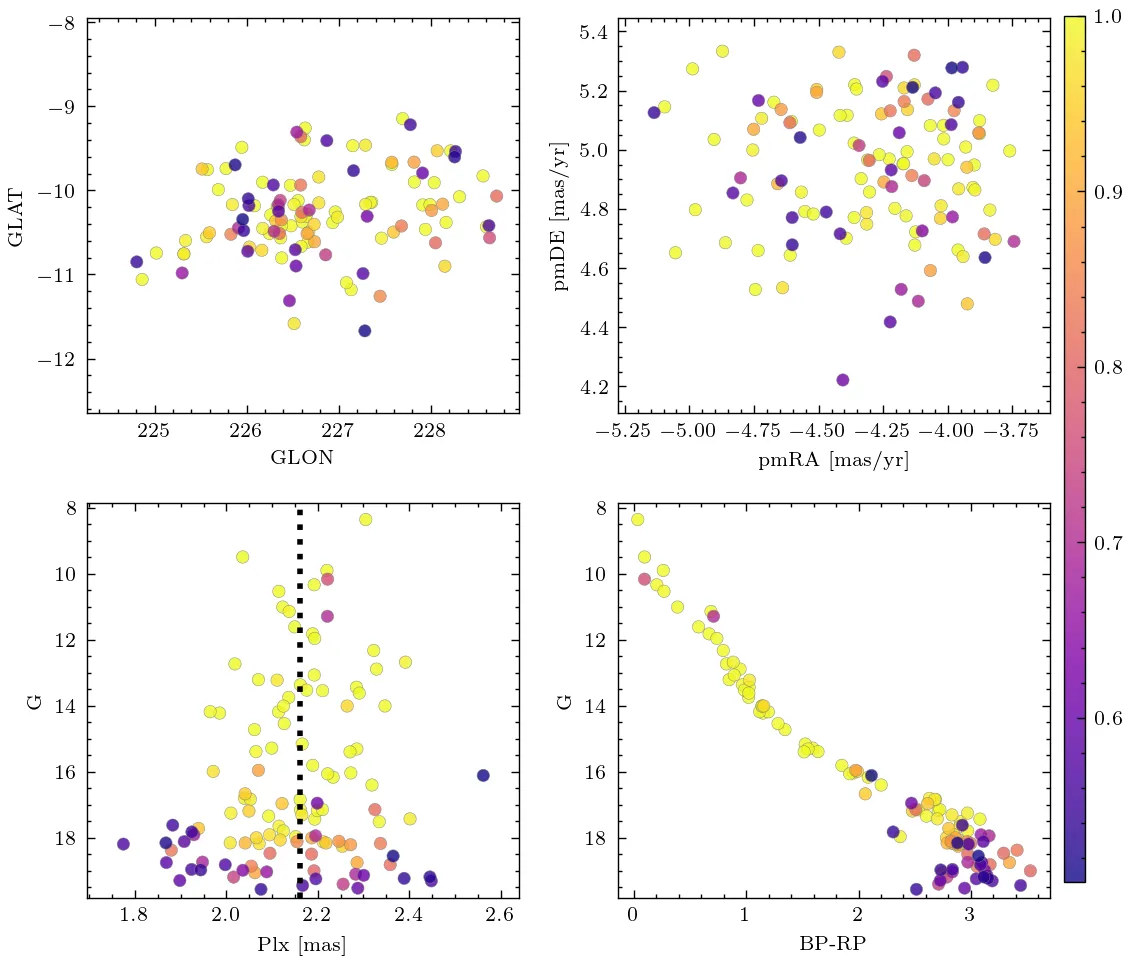 −8
−9
−10
−11
−12
GLAT
225 226 227 228
GLON
5.4
5.2
5.0
4.8
4.6
4.4
4.2
pmDE [mas/yr]
−5.25 −5.00 −4.75 −4.50 −4.25 −4.00 −3.75
pmRA [mas/yr]
1.0
0.9
0.8
0.7
0.6
8
10
12
14
16
18
G
1.8 2.0 2.2 2.4 2.6
Plx [mas]
8
10
12
14
16
18
G
0 1 2 3
BP-RP